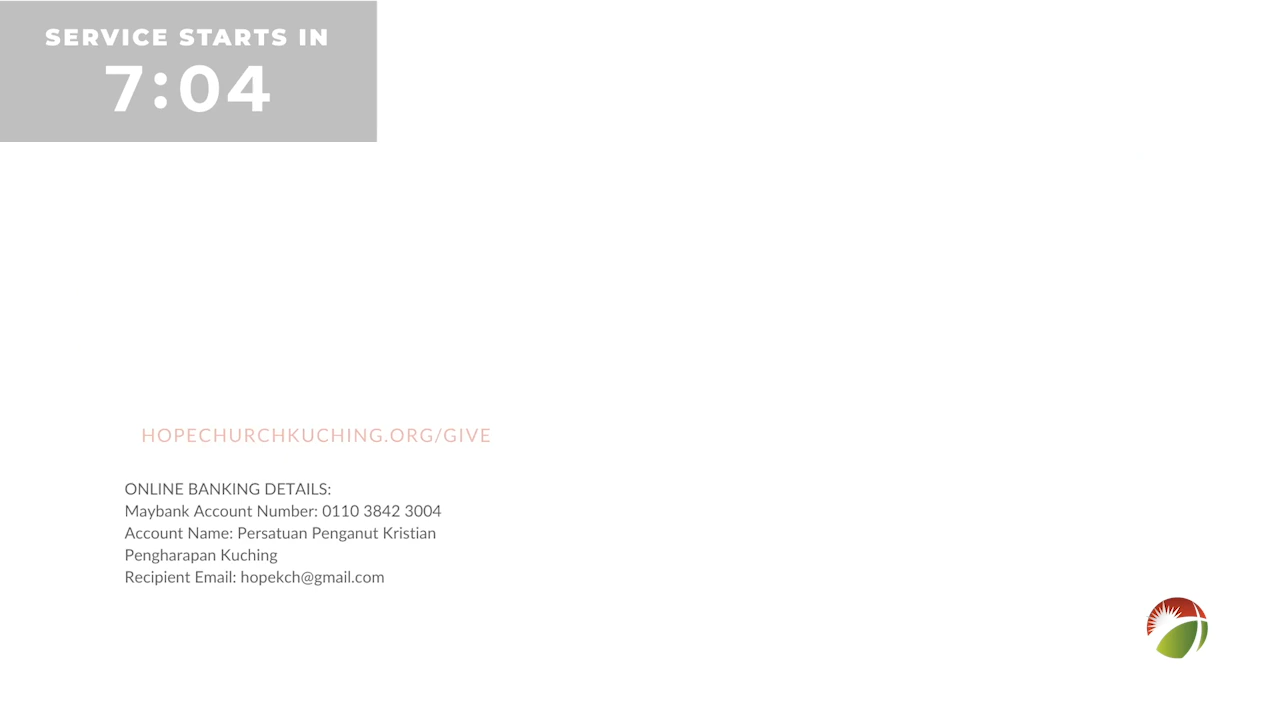 SERVICE STARTS IN
7:04
HOPECHURCHKUCHING.ORG/GIVE
ONLINE BANKING DETAILS:
Maybank Account Number: 0110 3842 3004
Account Name: Persatuan Penganut Kristian
Pengharapan Kuching
Recipient Email: hopekch@gmail.com